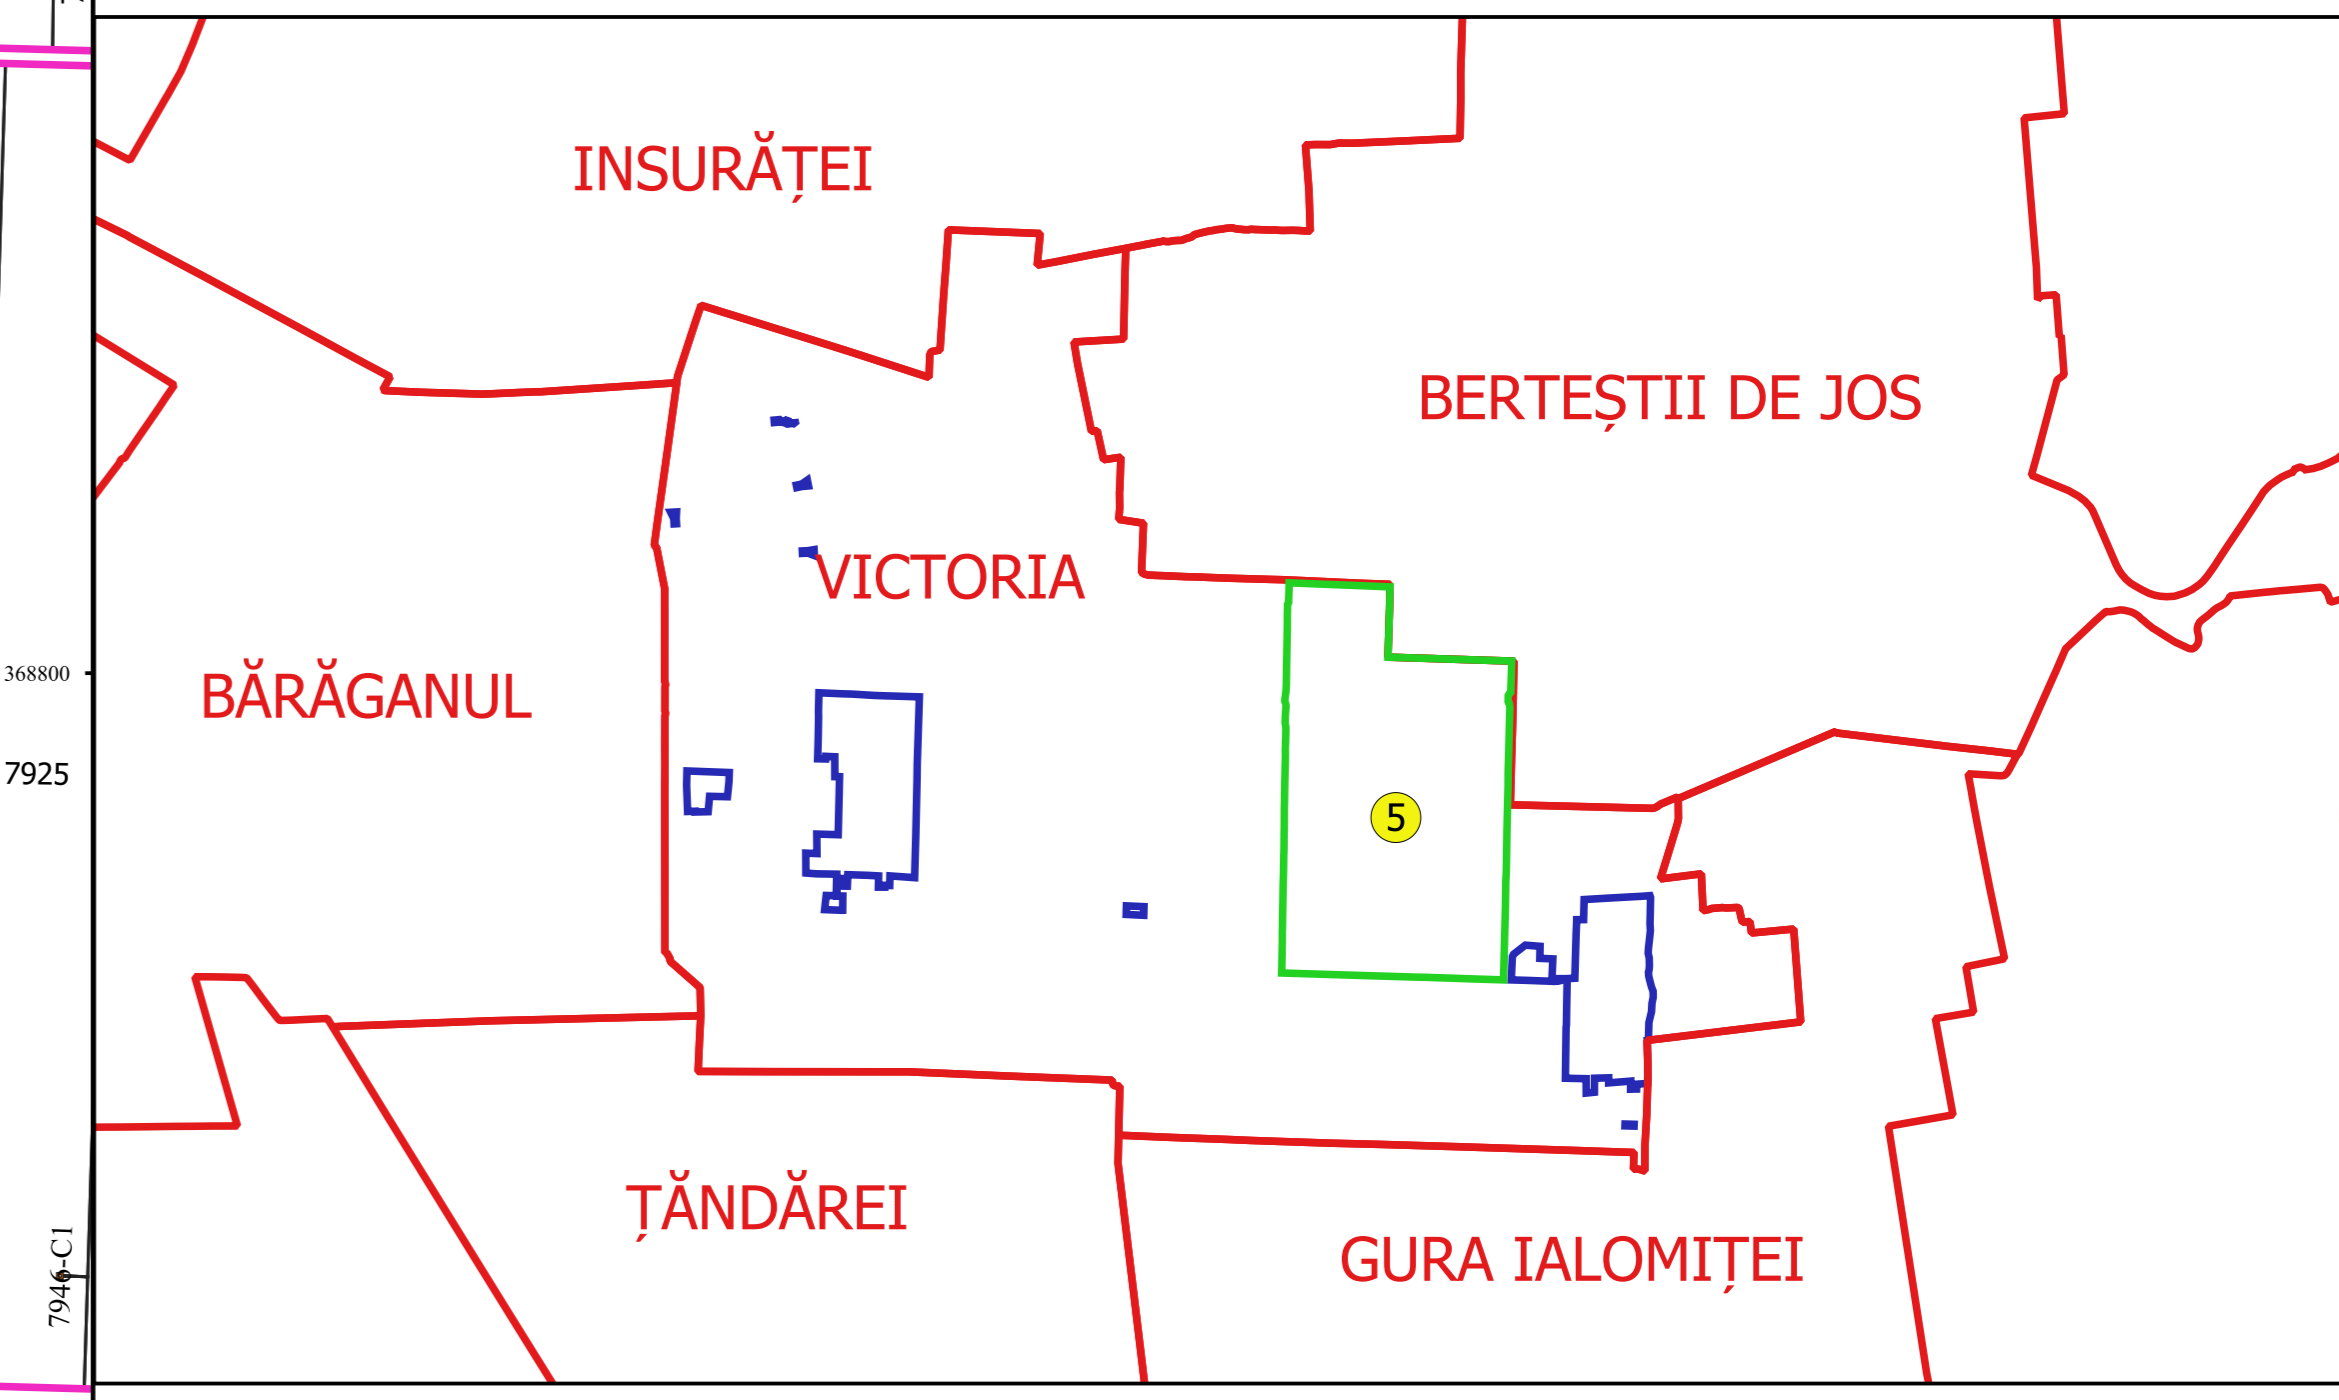 INSURĂȚEI
BERTEȘTII DE JOS
VICTORIA
368800
BĂRĂGANUL
7925
5
ȚĂNDĂREI
GURA IALOMIȚEI
7946-C1